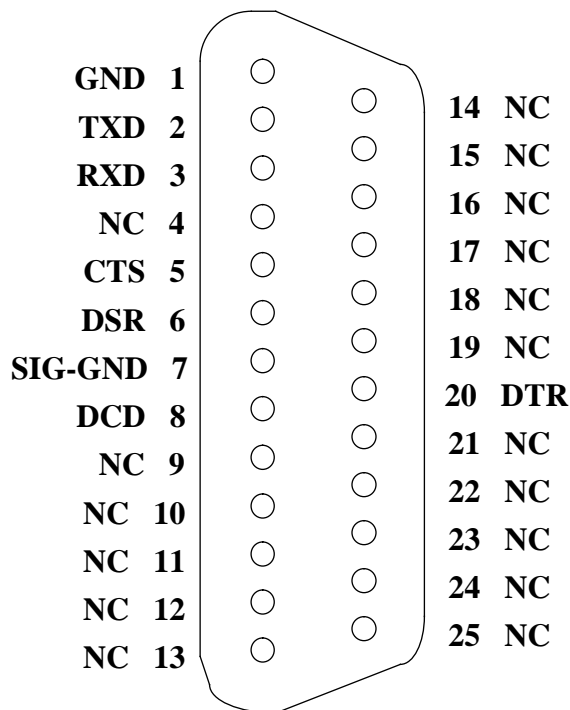 GND 1
TXD 2
RXD 3
NC 4
CTS 5
DSR 6
SIG-GND 7
DCD 8
NC 9
NC 10
NC 11
NC 12
NC 13
14 NC
15 NC
16 NC
17 NC
18 NC
19 NC
20 DTR
21 NC
22 NC
23 NC
24 NC
25 NC